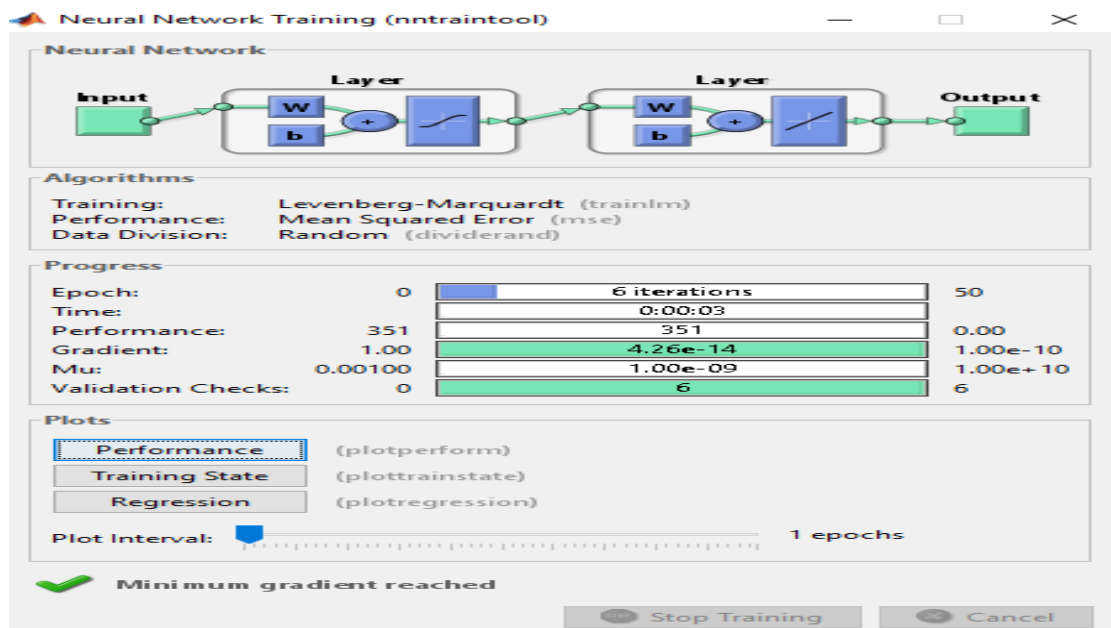 Neural Network Training (nntraintool)
Neural Network
Layer Layer
Input Output
W W
b b
+ +
Algorithms
Training: Levenberg-Marquardt (trainlm)
Performance: Mean Squared Error (mse)
Data Division: Random (dividerand)
Progress
Epoch: 0 6 iterations 50
Time: 0:00:03
Performance: 351 351 0.00
Gradient: 1.00 4.26e-14 1.00e-10
Mu: 0.00100 1.00e-09 1.00e+10
Validation Checks: 0 6 6
Plots
Performance (plotperform)
Training State (plottrainstate)
Regression (plotregression)
Plot Interval: 1 epochs
Minimum gradient reached
Stop Training Cancel